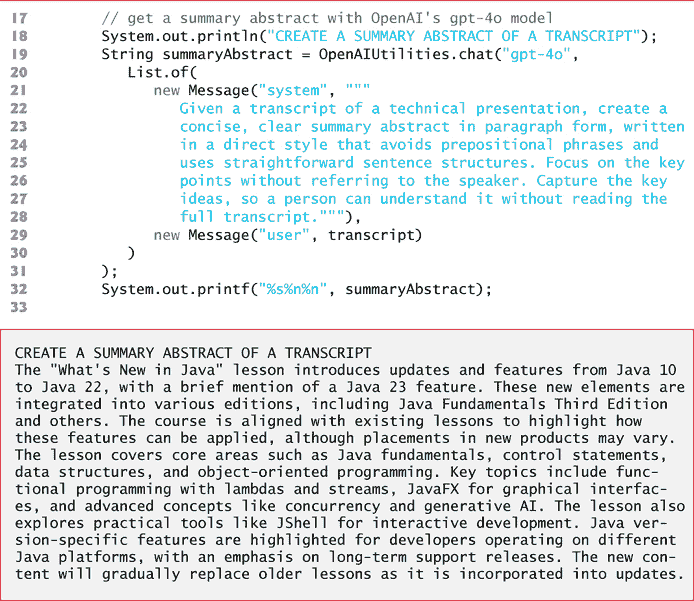 17 // get a summary abstract with OpenAI's gpt-4o model
18 System.out.println("CREATE A SUMMARY ABSTRACT OF A TRANSCRIPT");
19 String summaryAbstract = OpenAIUtilities.chat("gpt-4o",
20 List.of(
21 new Message("system", """
22 Given a transcript of a technical presentation, create a
23 concise, clear summary abstract in paragraph form, written
24 in a direct style that avoids prepositional phrases and
25 uses straightforward sentence structures. Focus on the key
26 points without referring to the speaker. Capture the key
27 ideas, so a person can understand it without reading the
28 full transcript."""),
29 new Message("user", transcript)
30 )
31 );
32 System.out.printf("%s%n%n", summaryAbstract);
33
CREATE A SUMMARY ABSTRACT OF A TRANSCRIPT
The "What's New in Java" lesson introduces updates and features from Java 10
to Java 22, with a brief mention of a Java 23 feature. These new elements are
integrated into various editions, including Java Fundamentals Third Edition
and others. The course is aligned with existing lessons to highlight how
these features can be applied, although placements in new products may vary.
The lesson covers core areas such as Java fundamentals, control statements,
data structures, and object-oriented programming. Key topics include func-
tional programming with lambdas and streams, JavaFX for graphical interfac-
es, and advanced concepts like concurrency and generative AI. The lesson also
explores practical tools like JShell for interactive development. Java ver-
sion-specific features are highlighted for developers operating on different
Java platforms, with an emphasis on long-term support releases. The new con-
tent will gradually replace older lessons as it is incorporated into updates.